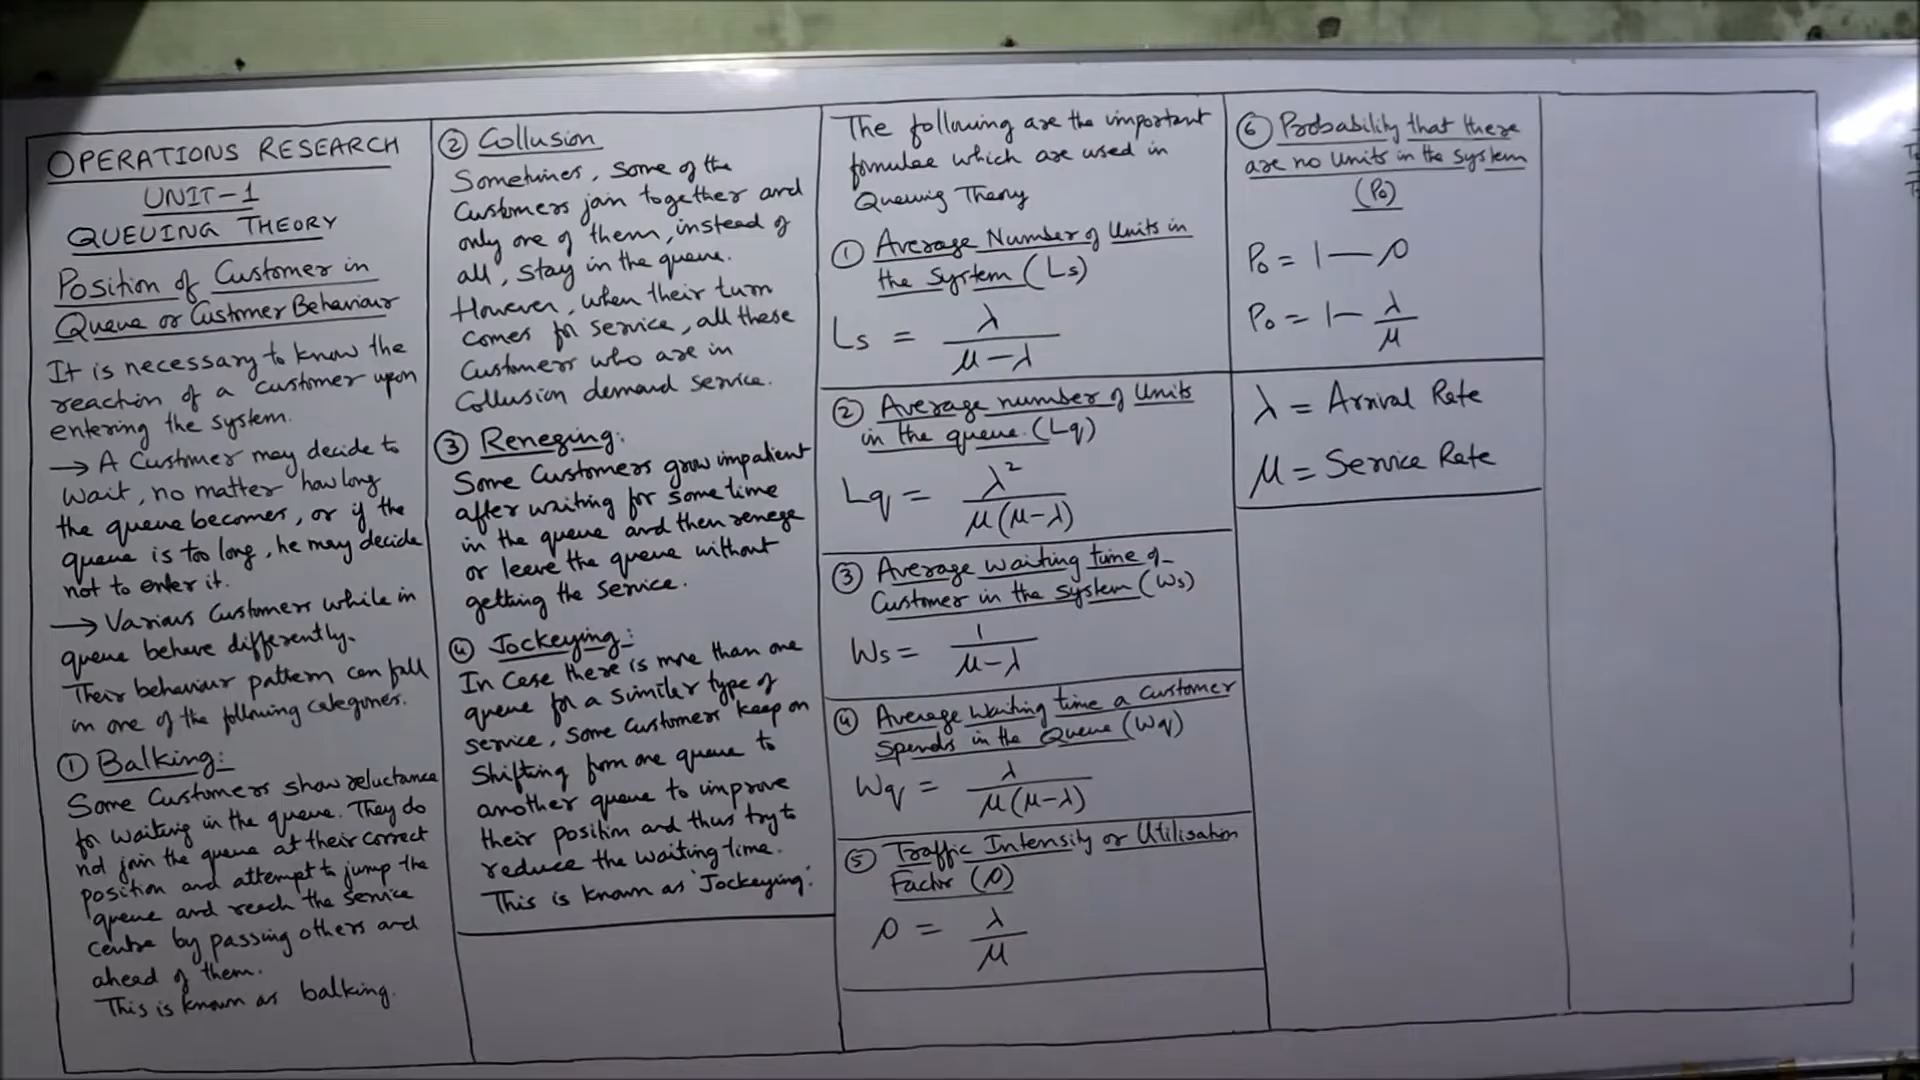 OPERATIONS RESEARCH
UNIT-1
QUEUING THEORY
Position of Customer in
Queue or Customer Behaviour
It is necessary to know the
reaction of a customer upon
entering the system.
→ A Customer may decide to
wait, no matter how long
the queue becomes, or if the
queue is too long, he may decide
not to enter it.
→ Various Customers while in
queue behave differently.
Their behaviour pattern can fall
in one of the following categories.
① Balking:
Some Customers show reluctance
for waiting in the queue. They do
not join the queue at their correct
position and attempt to jump the
queue and reach the service
centre by passing others and
ahead of them.
This is known as balking.
② Collusion
Sometimes, Some of the
Customers join together and
only one of them, instead of
all, stay in the queue.
However, when their turn
comes for service, all these
Customers who are in
Collusion demand service.
③ Reneging:
Some Customers grow impatient
after waiting for some time
in the queue and then renege
or leave the queue without
getting the service.
④ Jockeying:
In case there is more than one
queue for a similar type of
service, some customers keep on
Shifting from one queue to
another queue to improve
their position and thus try to
reduce the waiting time.
This is known as 'Jockeying'.
The following are the important
formulae which are used in
Queuing Theory
① Average Number of Units in
the System (Ls)
Ls = λ / (μ − λ)
② Average number of Units
in the queue. (Lq)
Lq = λ² / μ(μ−λ)
③ Average waiting time of
Customer in the system (Ws)
Ws = 1 / (μ−λ)
④ Average Waiting time a Customer
Spends in the Queue (Wq)
Wq = λ / μ(μ−λ)
⑤ Traffic Intensity or Utilisation
Factor (ρ)
ρ = λ / μ
⑥ Probability that there
are no Units in the system
(P0)
P0 = 1 − ρ
P0 = 1 − λ / μ
λ = Arrival Rate
μ = Service Rate